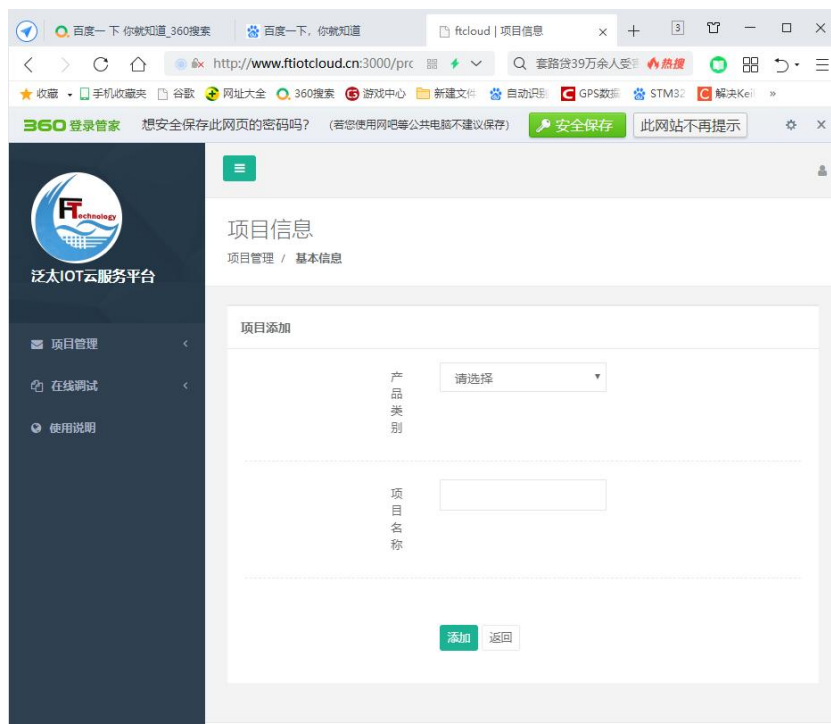 百度一 下 你就知道_360搜索
百度一下，你就知道
ftcloud | 项目信息
3
http://www.ftiotcloud.cn:3000/prc
套路贷39万余人受害
热搜
收藏
手机收藏夹
谷歌
网址大全
360搜索
游戏中心
新建文件
自动识别
GPS数据
STM32
解决Keil
»
360 登录管家
想安全保存此网页的密码吗?
(若您使用网吧等公共电脑不建议保存)
安全保存
此网站不再提示
FT
echnology
泛太IOT云服务平台
项目管理
在线调试
使用说明
项目信息
项目管理 / 基本信息
项目添加
产
品
类
别
请选择
项
目
名
称
添加
返回